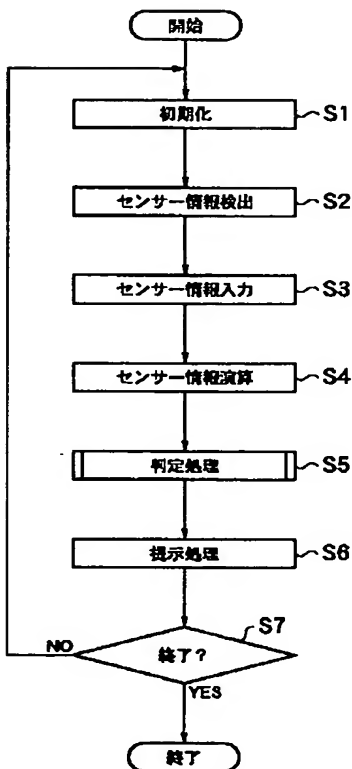 開始
初期化
S1
センサー情報検出
S2
センサー情報入力
S3
センサー情報演算
S4
判定処理
S5
提示処理
S6
S7
終了？
NO
YES
終了